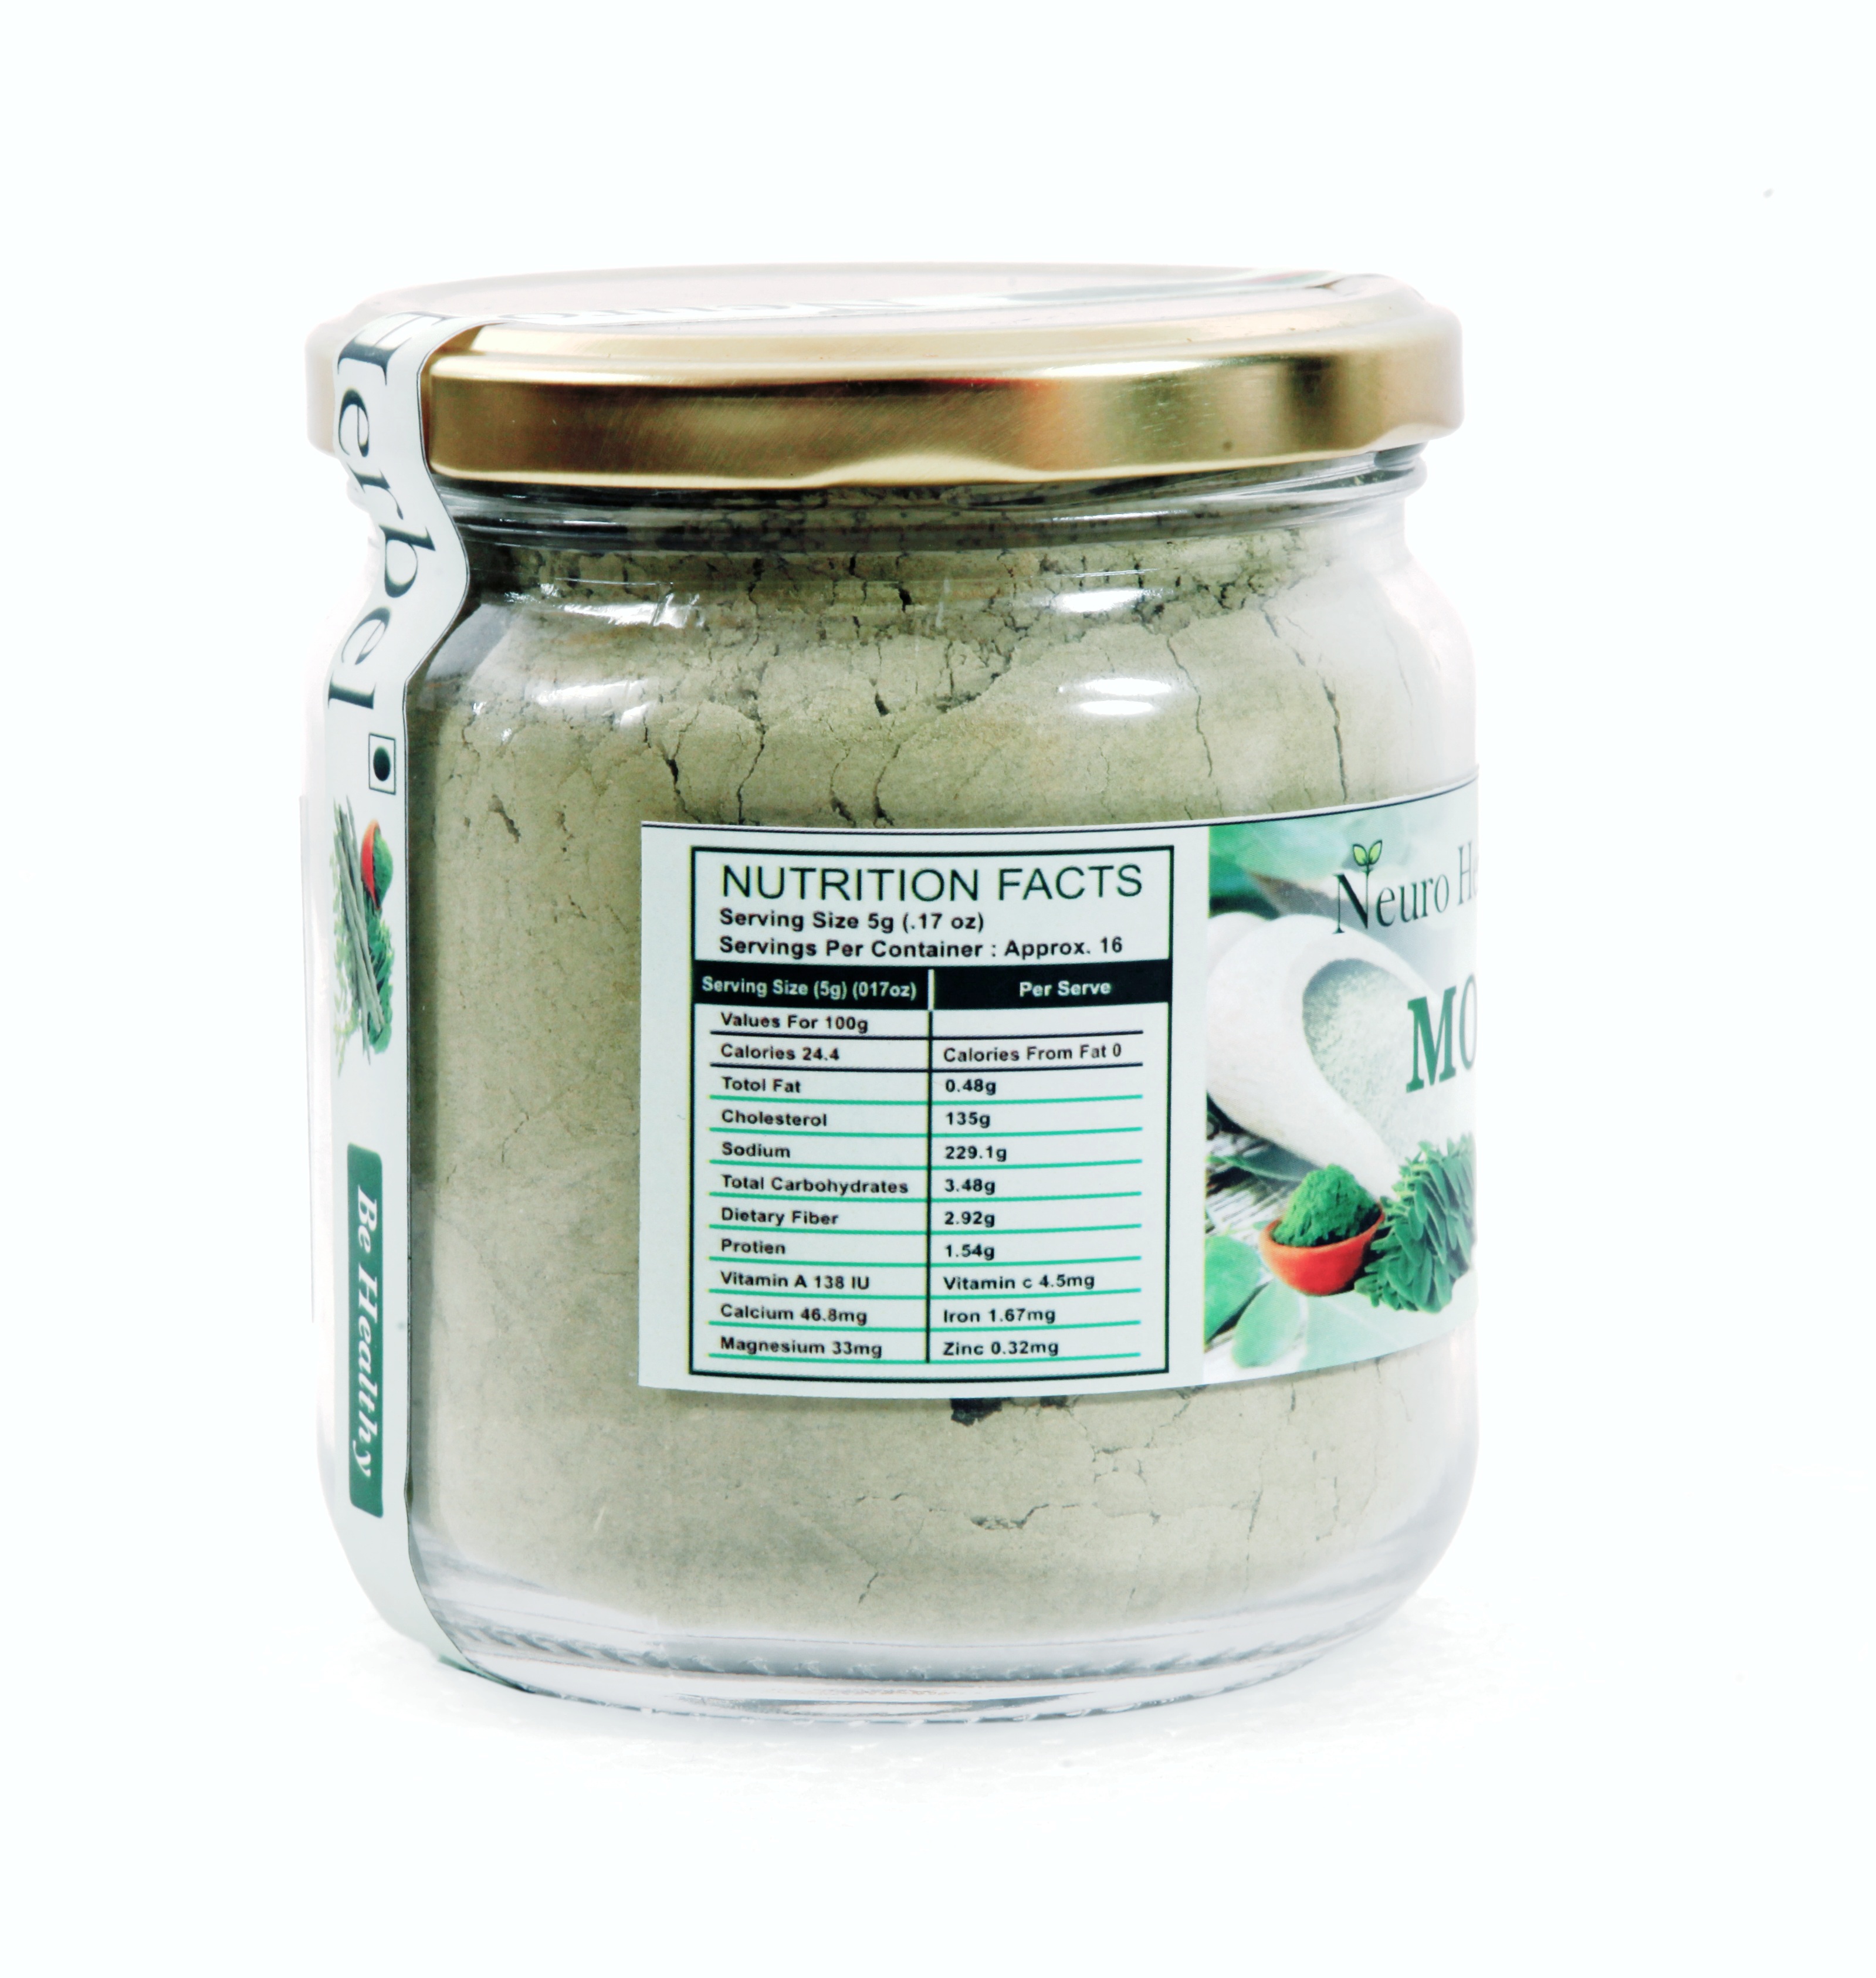 Herbel
Be Healthy
NUTRITION FACTS
Serving Size 5g (.17 oz)
Servings Per Container : Approx. 16
Serving Size (5g) (017oz) Per Serve
Values For 100g
Calories 24.4 Calories From Fat 0
Totol Fat 0.48g
Cholesterol 135g
Sodium 229.1g
Total Carbohydrates 3.48g
Dietary Fiber 2.92g
Protien 1.54g
Vitamin A 138 IU Vitamin c 4.5mg
Calcium 46.8mg Iron 1.67mg
Magnesium 33mg Zinc 0.32mg
Neuro He
MO